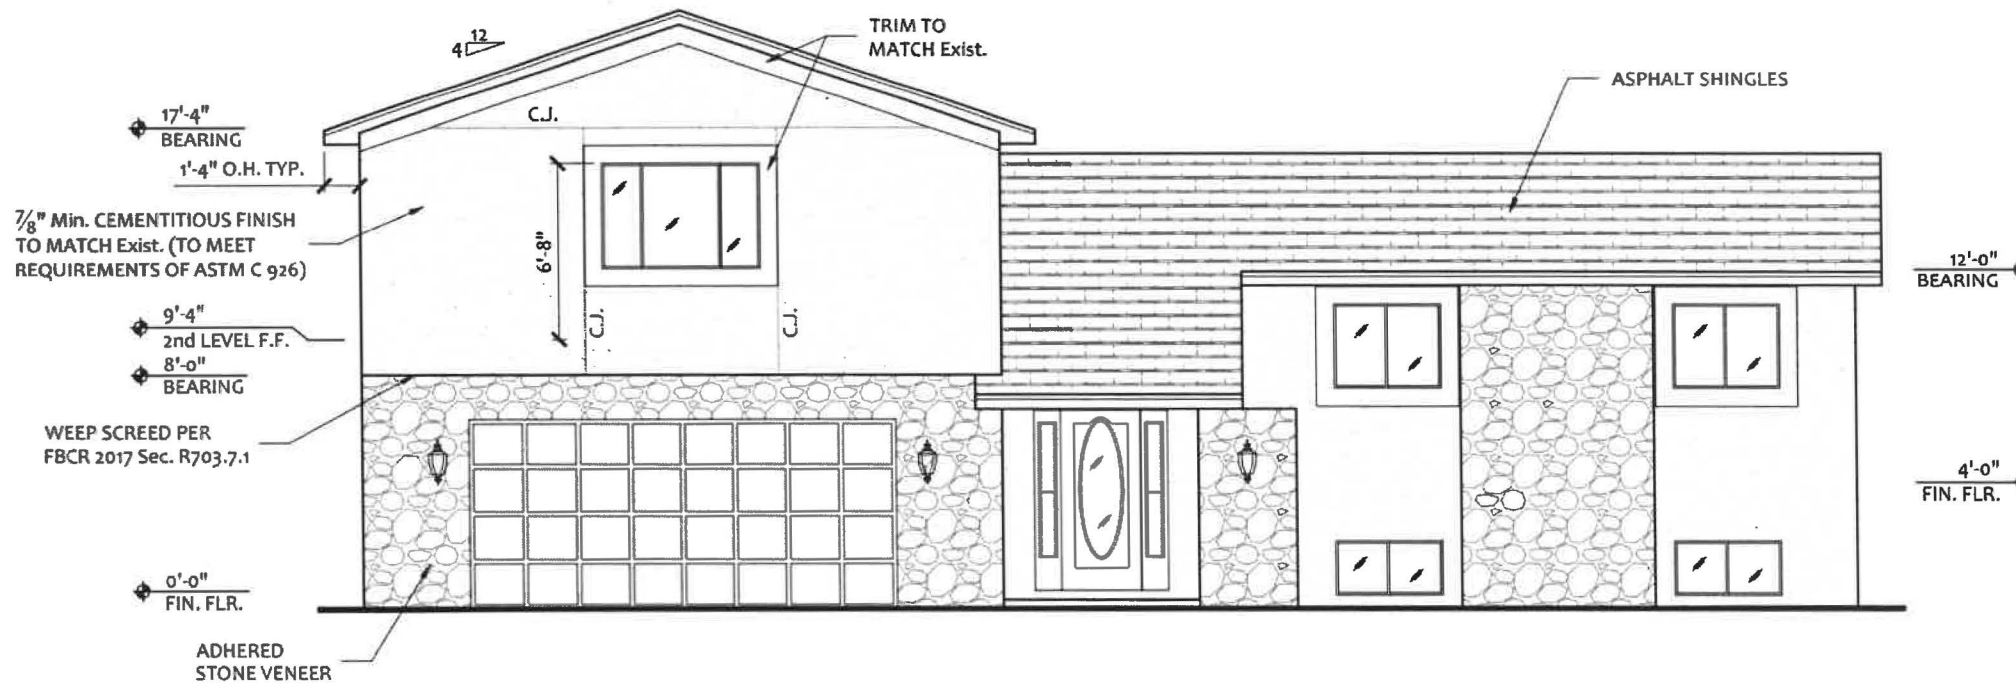 12
4
TRIM TO
MATCH Exist.
ASPHALT SHINGLES
17'-4"
BEARING
C.J.
1'-4" O.H. TYP.
7/8" Min. CEMENTITIOUS FINISH
TO MATCH Exist. (TO MEET
REQUIREMENTS OF ASTM C 926)
6'-8"
12'-0"
BEARING
C.J.
C.J.
9'-4"
2nd LEVEL F.F.
8'-0"
BEARING
WEEP SCREED PER
FBCR 2017 Sec. R703.7.1
4'-0"
FIN. FLR.
0'-0"
FIN. FLR.
ADHERED
STONE VENEER